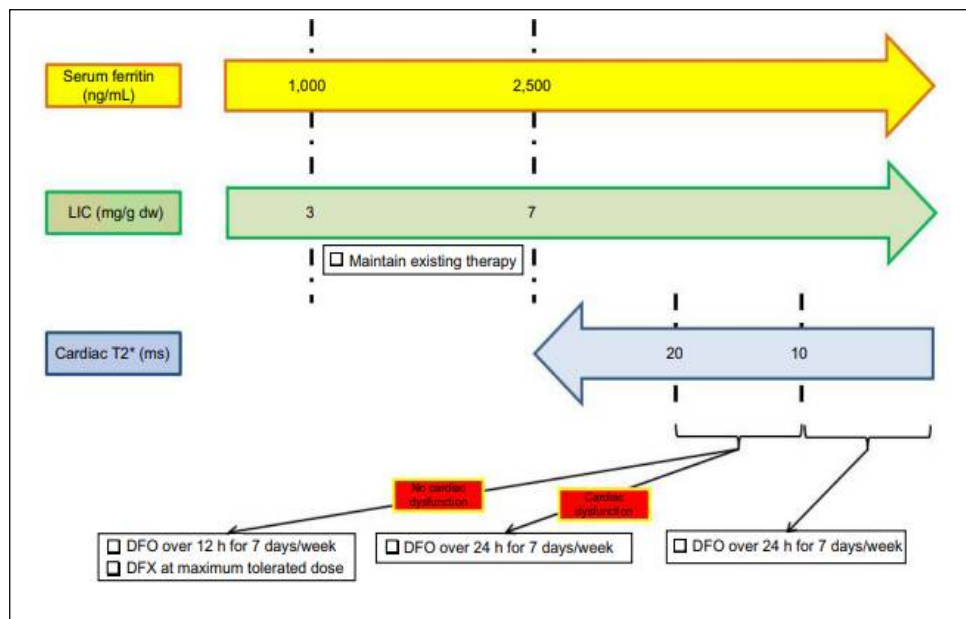 Serum ferritin
(ng/mL)
1,000
2,500
LIC (mg/g dw)
3
7
Maintain existing therapy
Cardiac T2* (ms)
20
10
No cardiac
dysfunction
Cardiac
dysfunction
DFO over 12 h for 7 days/week
DFX at maximum tolerated dose
DFO over 24 h for 7 days/week
DFO over 24 h for 7 days/week